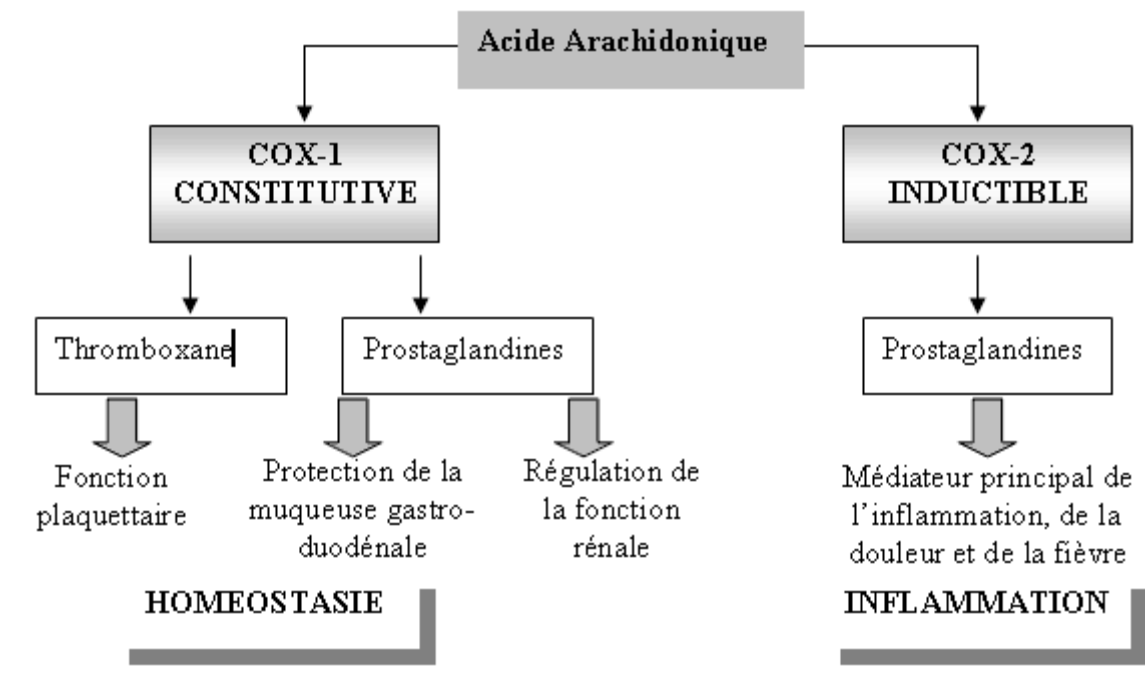 Acide Arachidonique
COX-1
CONSTITUTIVE
COX-2
INDUCTIBLE
Thromboxane
Prostaglandines
Prostaglandines
Fonction
plaquettaire
Protection de la
muqueuse gastro-
duodénale
Régulation de
la fonction
rénale
Médiateur principal de
l'inflammation, de la
douleur et de la fièvre
HOMEOSTASIE
INFLAMMATION